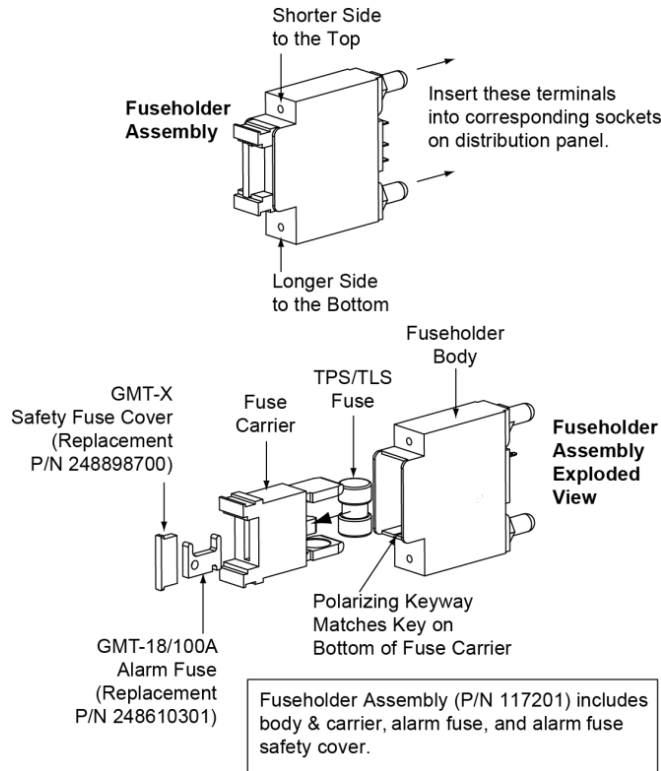 Shorter Side
to the Top
Fuseholder
Assembly
Insert these terminals
into corresponding sockets
on distribution panel.
Longer Side
to the Bottom
Fuseholder
Body
GMT-X
Safety Fuse Cover
(Replacement
P/N 248898700)
Fuse
Carrier
TPS/TLS
Fuse
Fuseholder
Assembly
Exploded
View
Polarizing Keyway
Matches Key on
Bottom of Fuse Carrier
GMT-18/100A
Alarm Fuse
(Replacement
P/N 248610301)
Fuseholder Assembly (P/N 117201) includes
body & carrier, alarm fuse, and alarm fuse
safety cover.